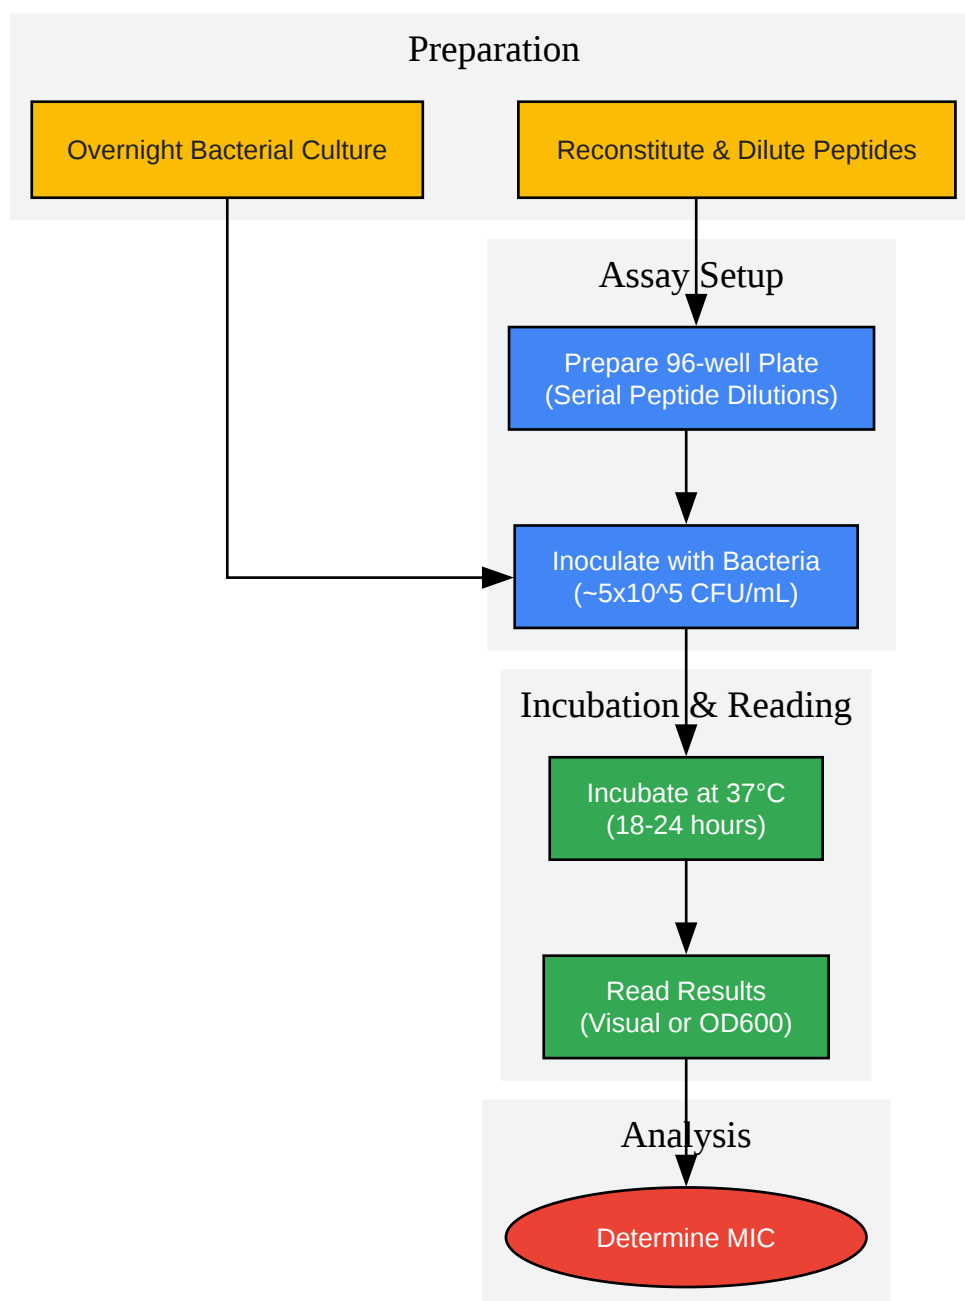 Preparation
Overnight Bacterial Culture
Reconstitute & Dilute Peptides
Assay Setup
Prepare 96-well Plate
(Serial Peptide Dilutions)
Inoculate with Bacteria
(~5x10^5 CFU/mL)
Incubation & Reading
Incubate at 37°C
(18-24 hours)
Read Results
(Visual or OD600)
Analysis
Determine MIC